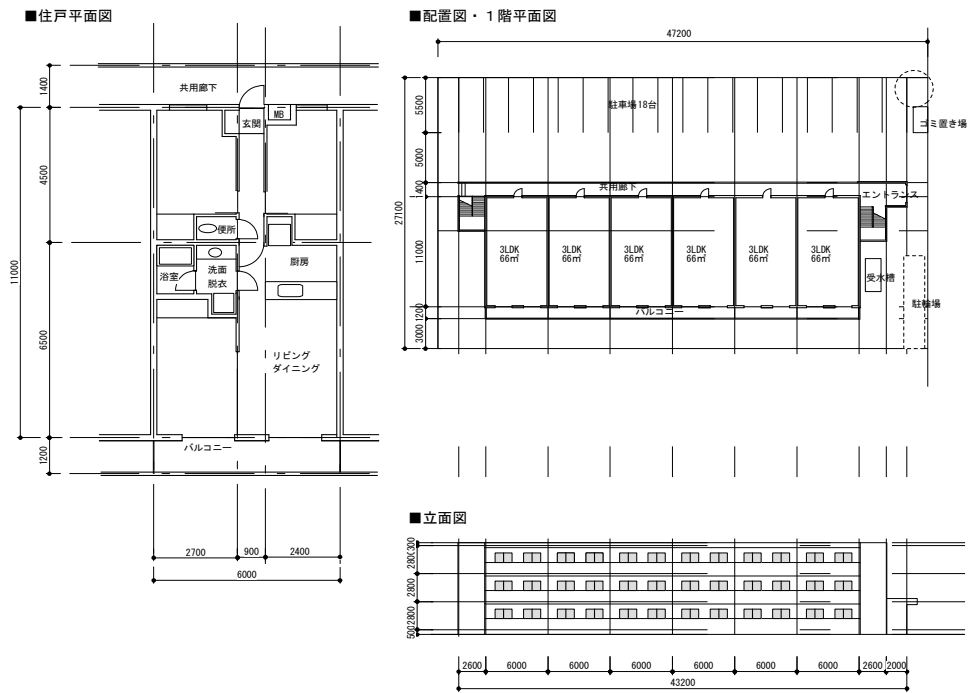 ■住戸平面図
1400
共用廊下
MB
玄関
4500
便所
11000
浴室
洗面
脱衣
厨房
6500
リビング
ダイニング
バルコニー
1200
2700
900
2400
6000
■配置図・1階平面図
47200
5500
駐車場18台
ゴミ置き場
5000
1400
共用廊下
エントランス
27100
11000
3LDK
66㎡
3LDK
66㎡
3LDK
66㎡
3LDK
66㎡
3LDK
66㎡
3LDK
66㎡
受水槽
駐輪場
1200
バルコニー
3000
■立面図
300
2800
2800
2800
500
2600
6000
6000
6000
6000
6000
6000
2600
2000
43200